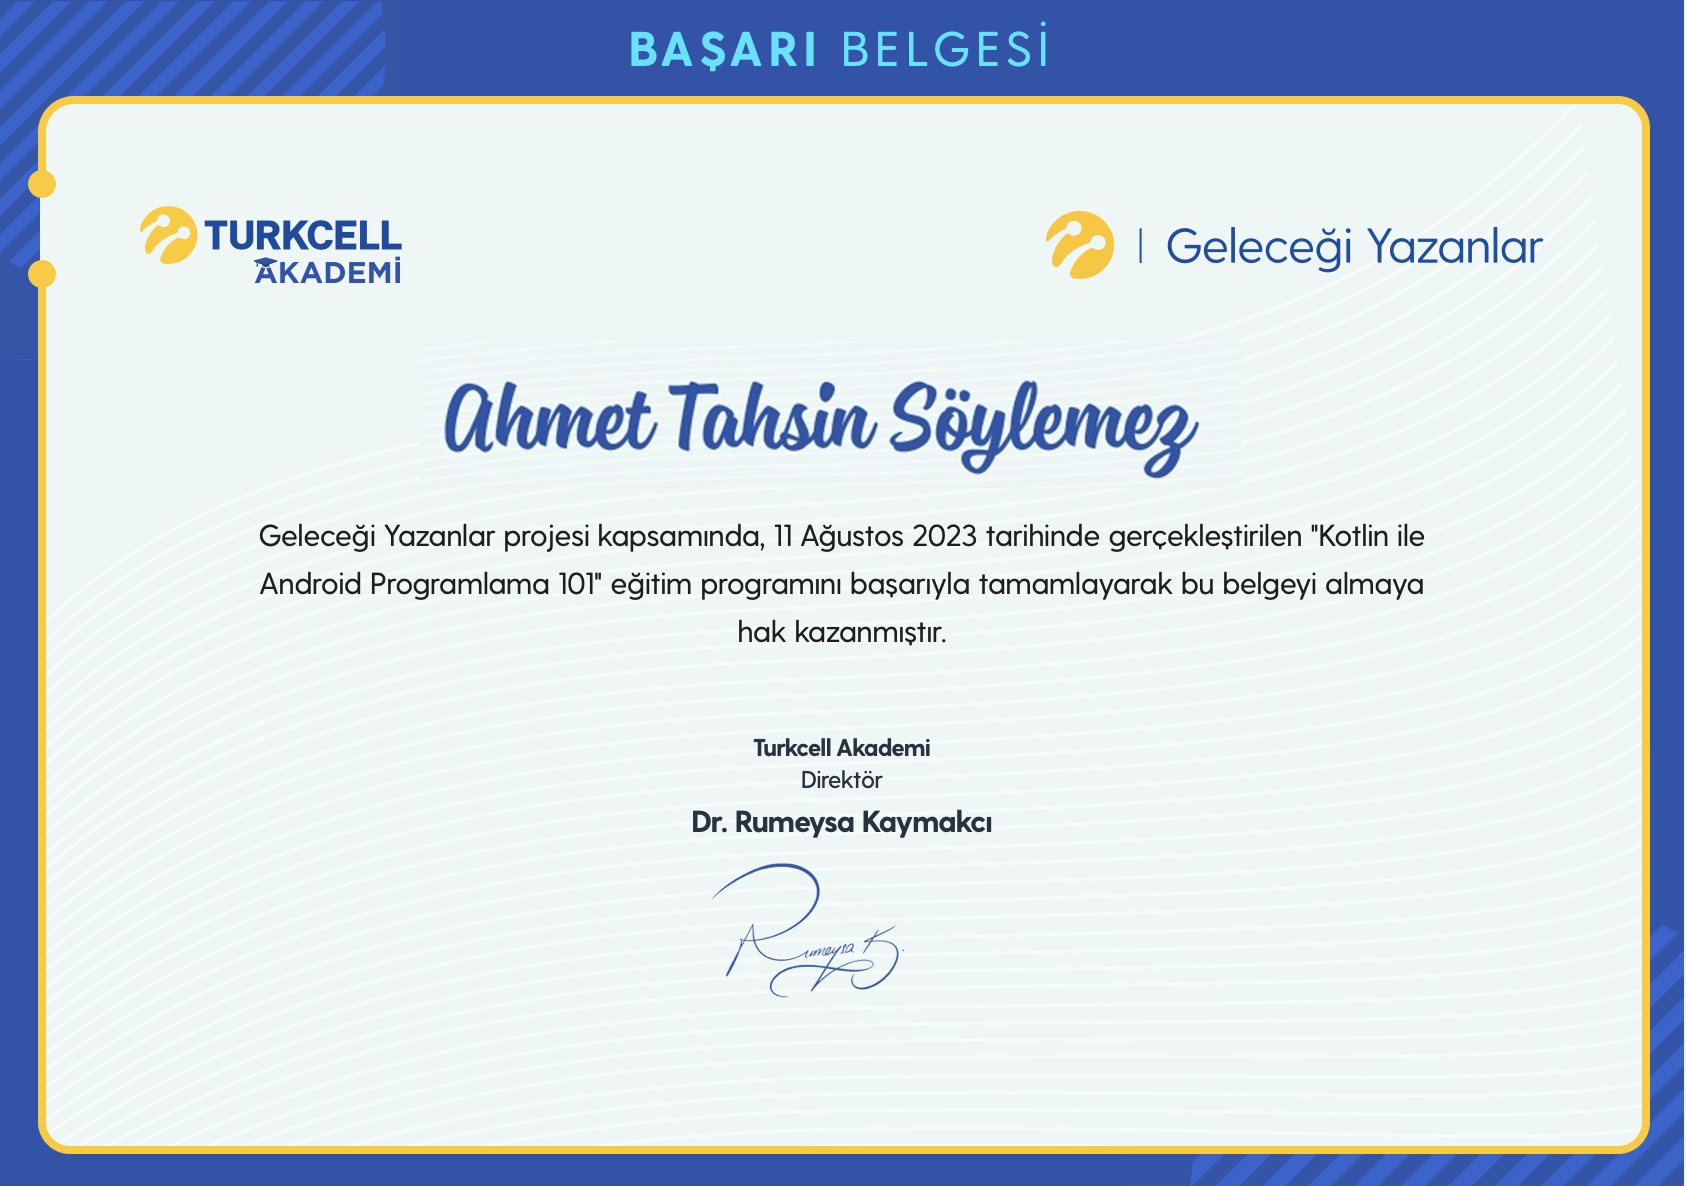 BAŞARI BELGESİ
TURKCELL
AKADEMİ
Geleceği Yazanlar
Ahmet Tahsin Söylemez
Geleceği Yazanlar projesi kapsamında, 11 Ağustos 2023 tarihinde gerçekleştirilen "Kotlin ile
Android Programlama 101" eğitim programını başarıyla tamamlayarak bu belgeyi almaya
hak kazanmıştır.
Turkcell Akademi
Direktör
Dr. Rumeysa Kaymakcı
Rumeysa K.